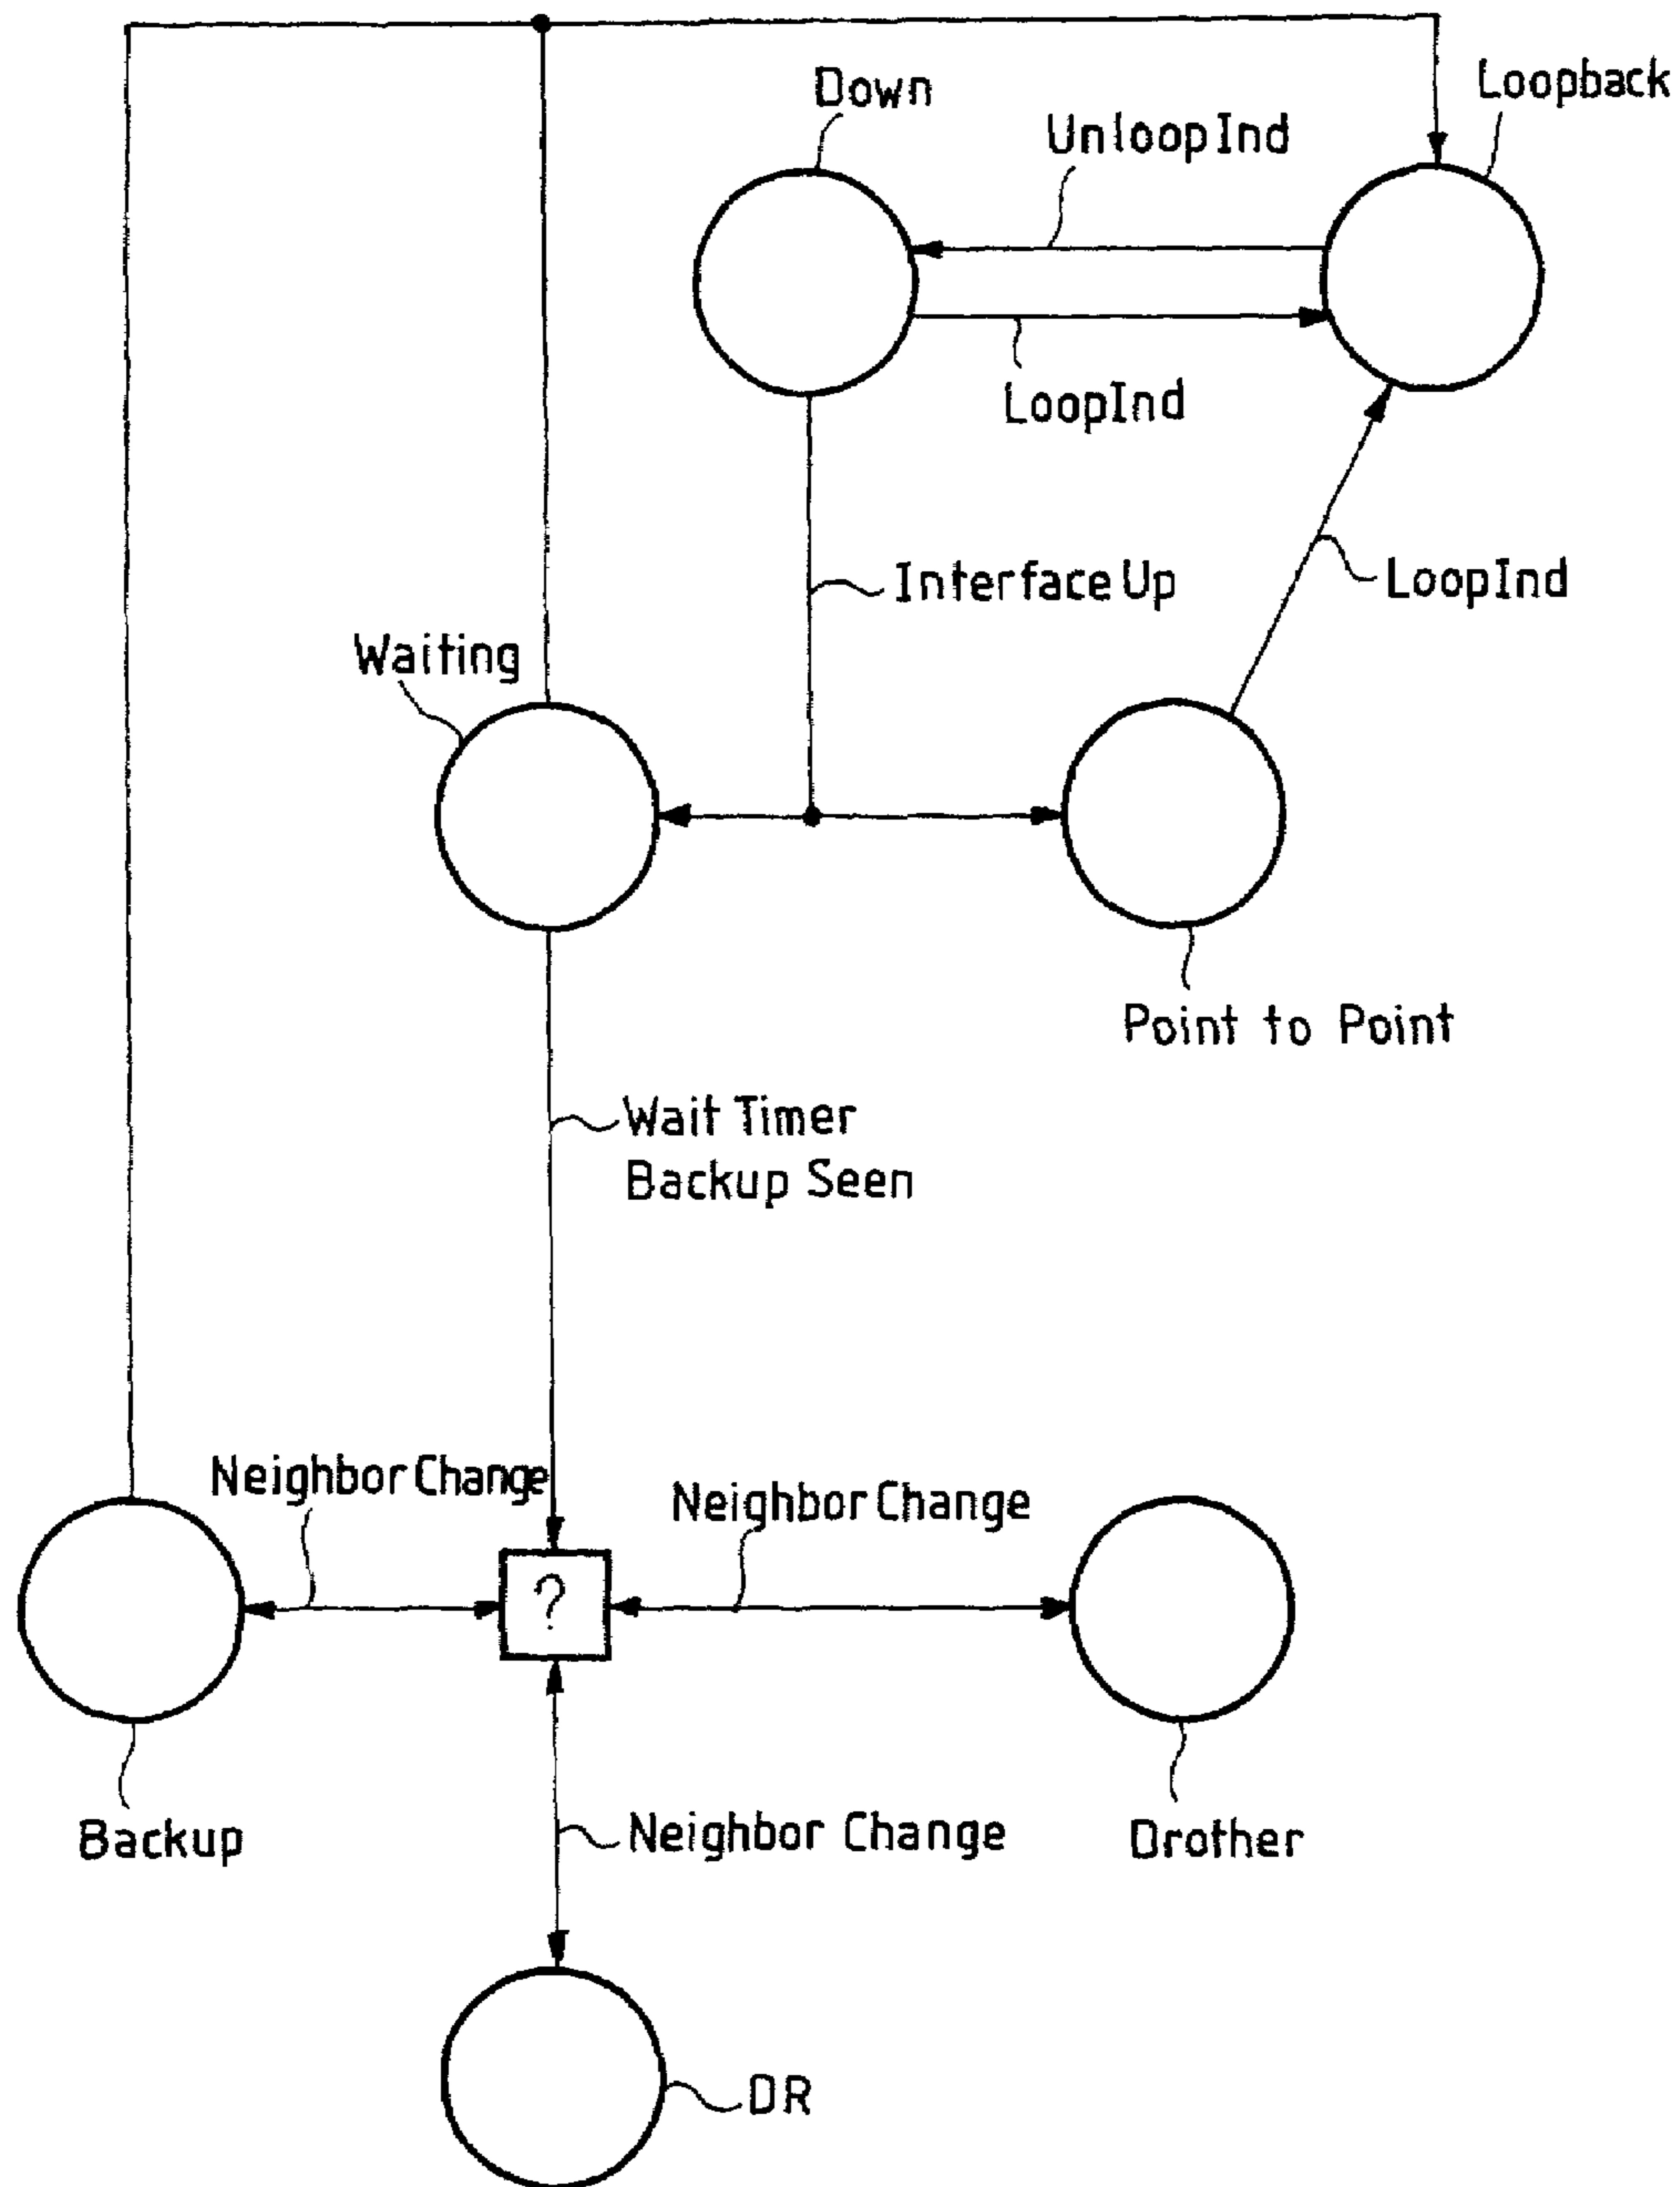 Down
Loopback
UnloopInd
LoopInd
Interface Up
LoopInd
Waiting
Point to Point
Wait Timer
Backup Seen
Neighbor Change
Neighbor Change
?
Backup
Neighbor Change
Drother
DR